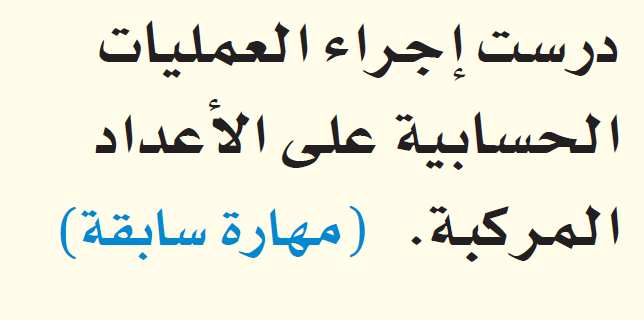 درست إجراء العمليات
الحسابية على الأعداد
المركبة. (مهارة سابقة)